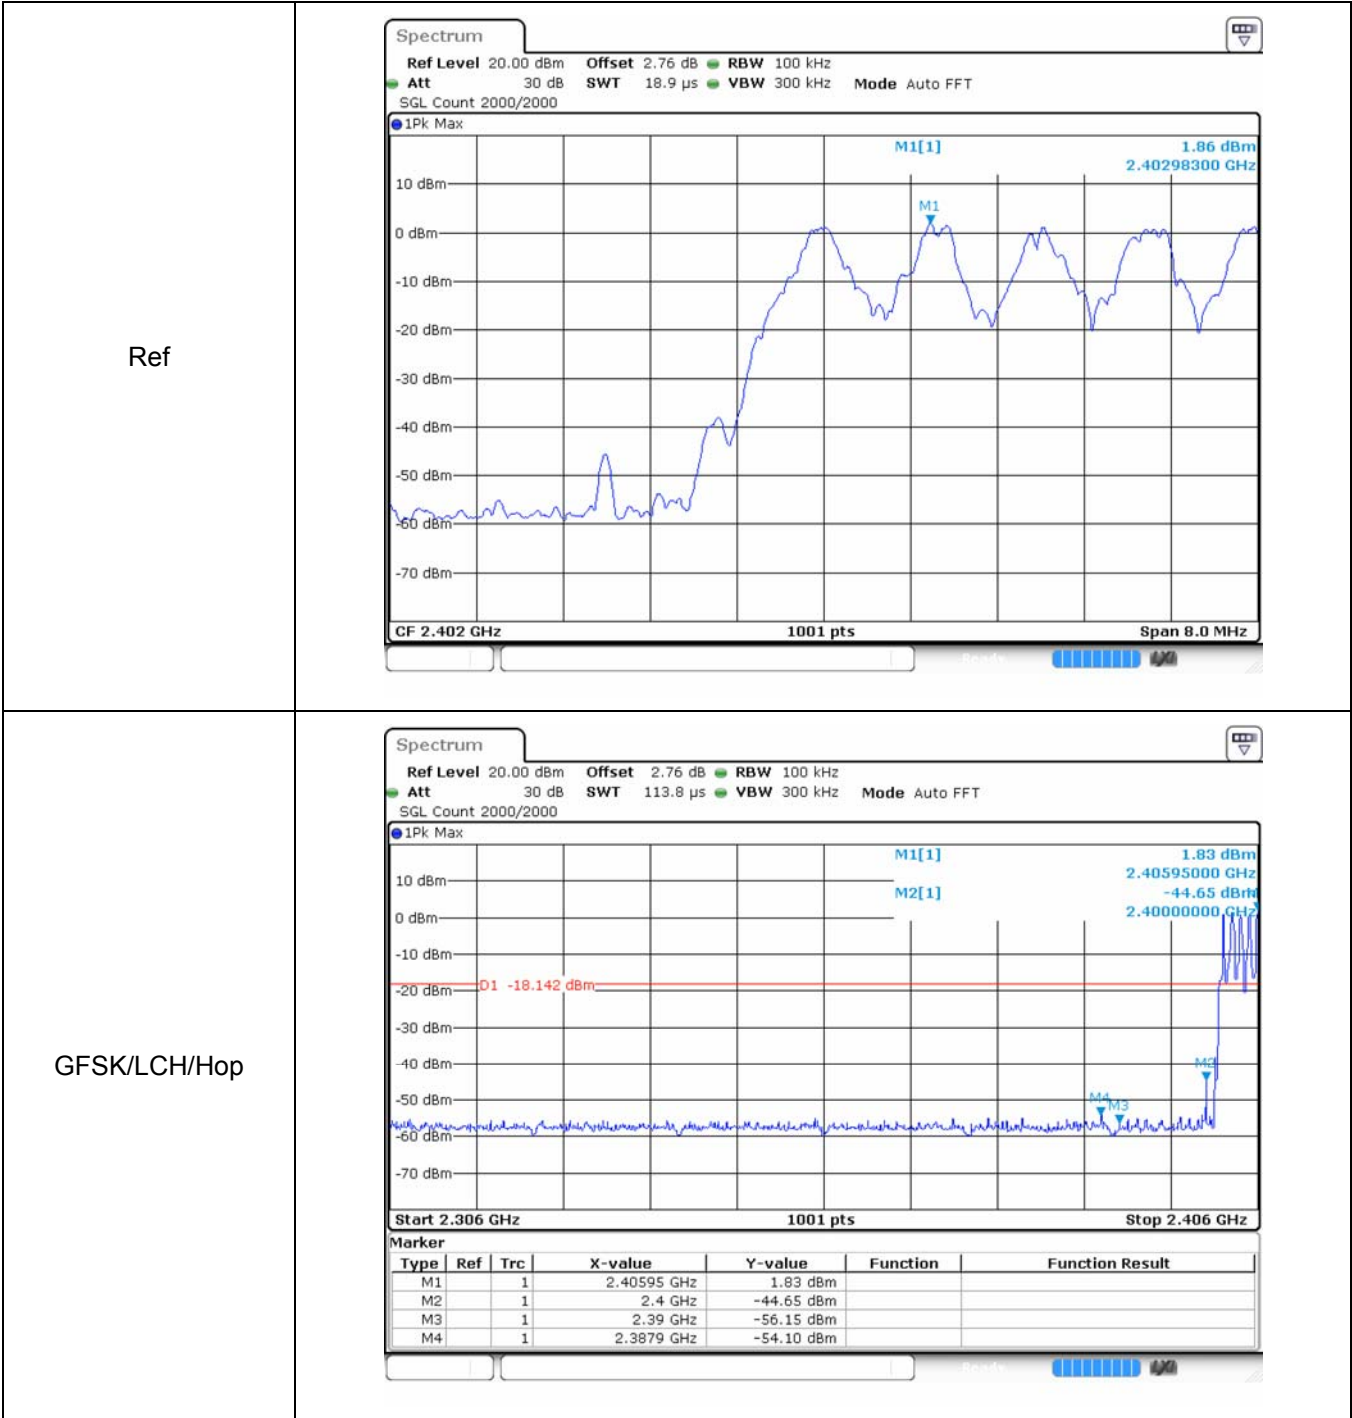 Ref
Spectrum
Ref Level 20.00 dBm Offset 2.76 dB RBW 100 kHz
Att 30 dB SWT 18.9 µs VBW 300 kHz Mode Auto FFT
SGL Count 2000/2000
1Pk Max
M1[1] 1.86 dBm
2.40298300 GHz
10 dBm
M1
0 dBm
-10 dBm
-20 dBm
-30 dBm
-40 dBm
-50 dBm
-60 dBm
-70 dBm
CF 2.402 GHz 1001 pts Span 8.0 MHz
Ready
GFSK/LCH/Hop
Spectrum
Ref Level 20.00 dBm Offset 2.76 dB RBW 100 kHz
Att 30 dB SWT 113.8 µs VBW 300 kHz Mode Auto FFT
SGL Count 2000/2000
1Pk Max
M1[1] 1.83 dBm
2.40595000 GHz
10 dBm
M2[1] -44.65 dBm
2.40000000 GHz
0 dBm
-10 dBm
D1 -18.142 dBm
-20 dBm
-30 dBm
-40 dBm
M2
-50 dBm
M4
M3
-60 dBm
-70 dBm
Start 2.306 GHz 1001 pts Stop 2.406 GHz
Marker
Type Ref Trc X-value Y-value Function Function Result
M1 1 2.40595 GHz 1.83 dBm
M2 1 2.4 GHz -44.65 dBm
M3 1 2.39 GHz -56.15 dBm
M4 1 2.3879 GHz -54.10 dBm
Ready